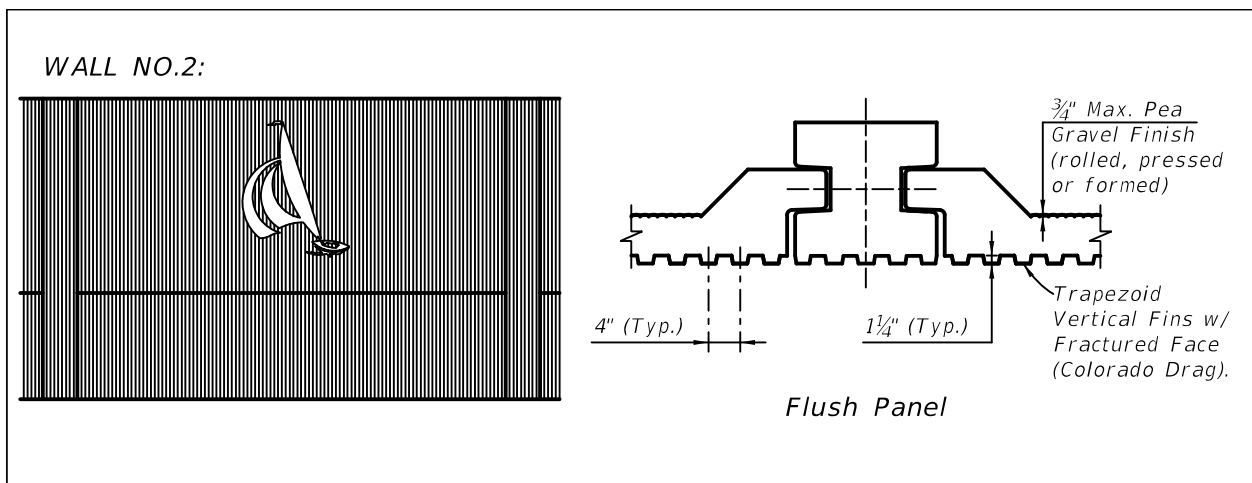 WALL NO.2:
¾" Max. Pea
Gravel Finish
(rolled, pressed
or formed)
4" (Typ.)
1¼" (Typ.)
Trapezoid
Vertical Fins w/
Fractured Face
(Colorado Drag).
Flush Panel